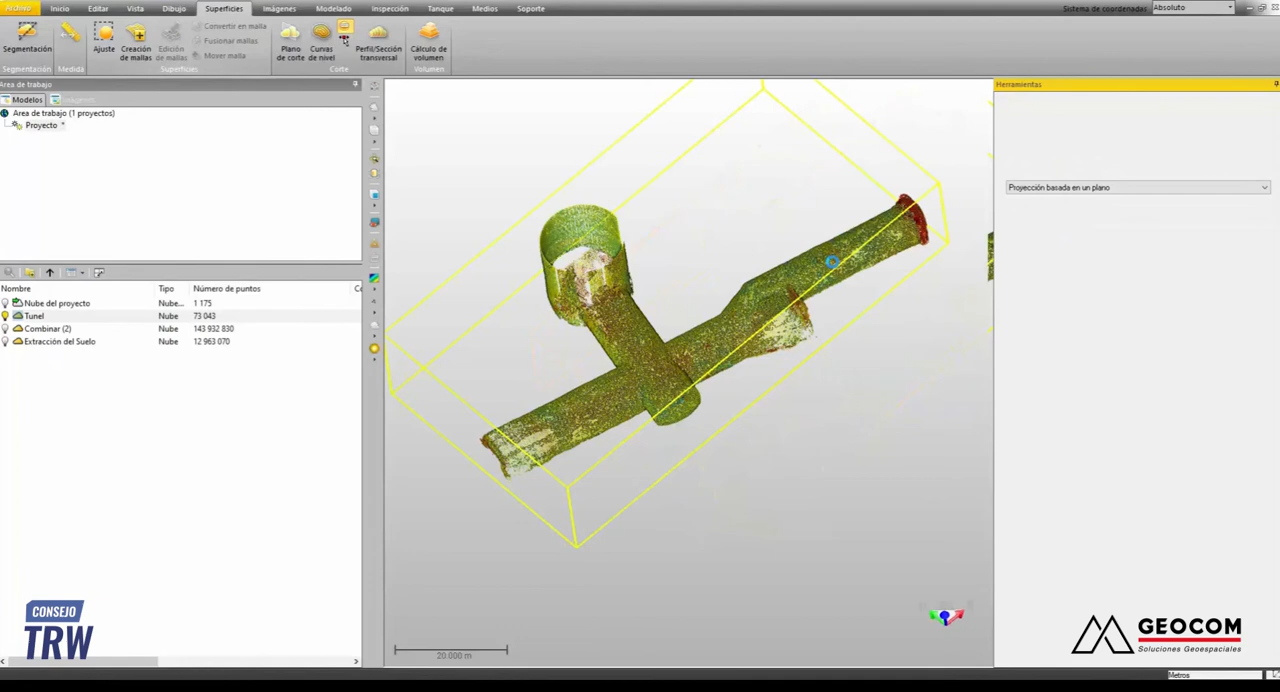 Archivo Inicio Editar Vista Dibujo Superficies Imágenes Modelado Inspección Tanque Medios Soporte Sistema de coordenadas Absoluto
Segmentación
Segmentación
Medida
Ajuste
Creación de mallas
Edición de mallas
Convertir en malla
Fusionar mallas
Mover malla
Superficies
Plano de corte
Curvas de nivel
Perfil/Sección transversal
Corte
Cálculo de volumen
Volumen
Área de trabajo
Herramientas
Modelos
Área de trabajo (1 proyectos)
Proyecto *
Proyección basada en un plano
Nombre Tipo Número de puntos
Nube del proyecto Nube... 1 175
Tunel Nube 73 043
Combinar (2) Nube 143 932 830
Extracción del Suelo Nube 12 963 070
20.000 m
CONSEJO
TRW
GEOCOM
Soluciones Geoespaciales
Metros